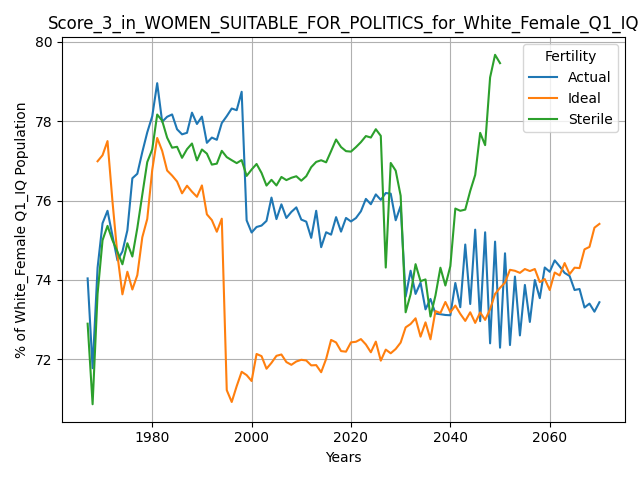 Score_3_in_WOMEN_SUITABLE_FOR_POLITICS_for_White_Female_Q1_IQ
% of White_Female Q1_IQ Population
80
78
76
74
72
Fertility
Actual
Ideal
Sterile
1980
2000
2020
2040
2060
Years